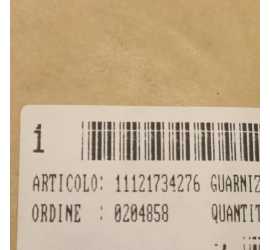 1
ARTICOLO: 11121734276 GUARNIZ
ORDINE : 0204858 QUANTIT